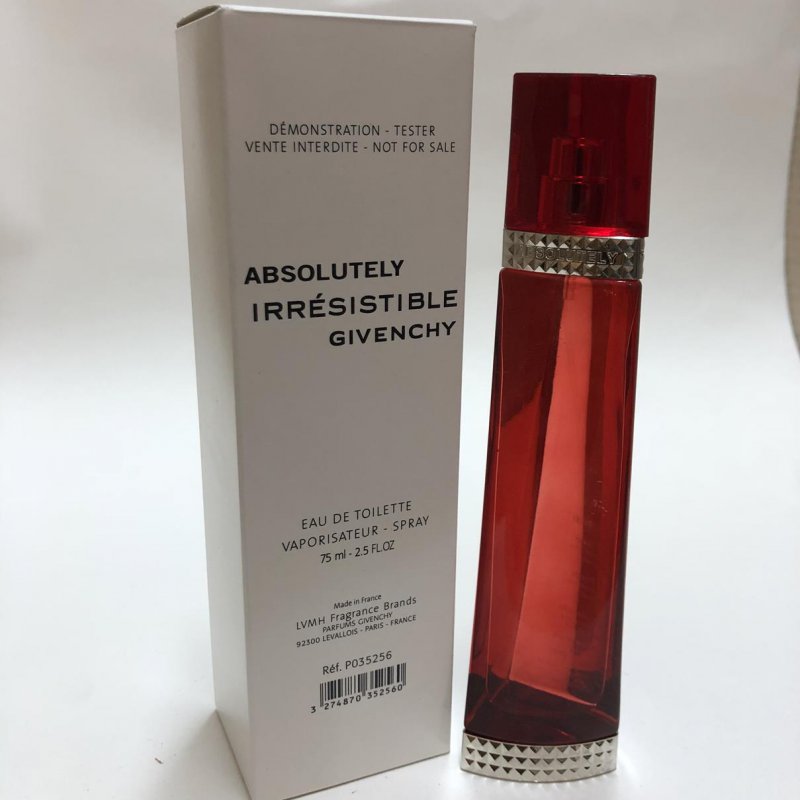 DÉMONSTRATION - TESTER
VENTE INTERDITE - NOT FOR SALE
ABSOLUTELY
IRRÉSISTIBLE
GIVENCHY
EAU DE TOILETTE
VAPORISATEUR - SPRAY
75 ml - 2.5 FL.OZ
Made in France
LVMH Fragrance Brands
PARFUMS GIVENCHY
92300 LEVALLOIS - PARIS - FRANCE
Réf. P035256
3 274870 352560
ABSOLUTELY